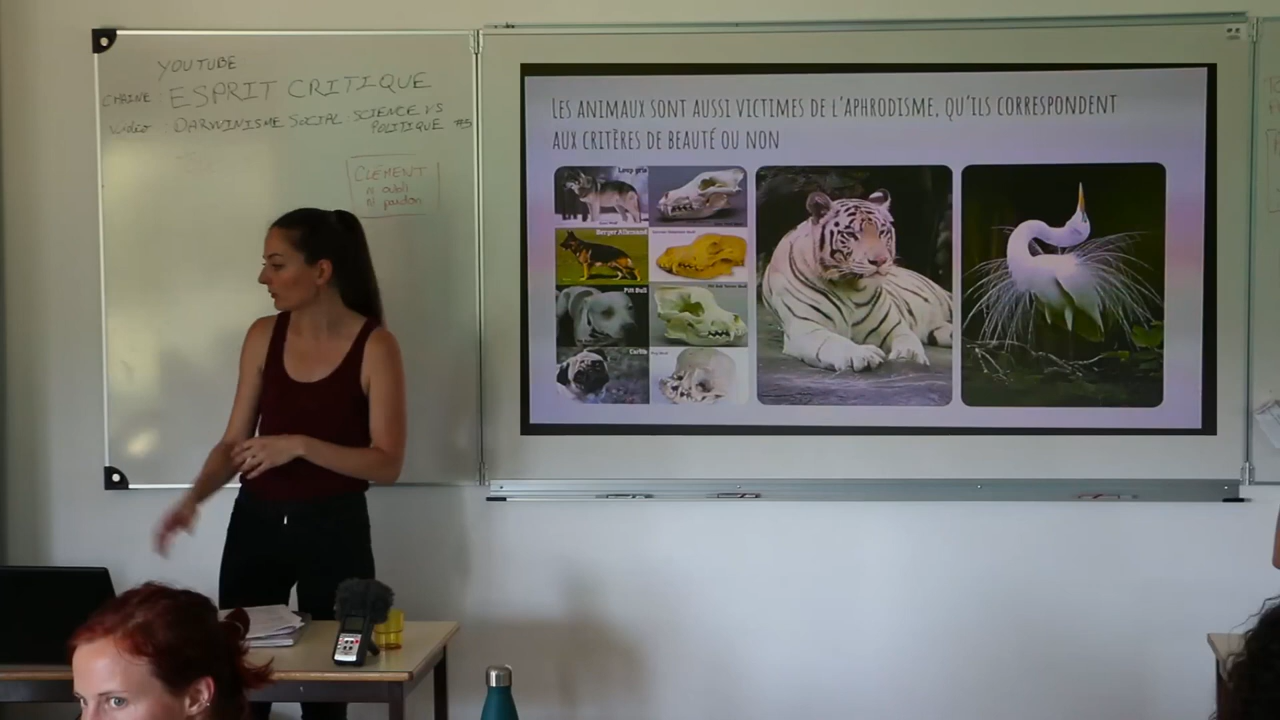 YOUTUBE
CHAINE ESPRIT CRITIQUE
Vidéo DARWINISME SOCIAL : SCIENCE VS
POLITIQUE #5
CLÉMENT
ni oubli
ni pardon
LES ANIMAUX SONT AUSSI VICTIMES DE L'APHRODISME, QU'ILS CORRESPONDENT
AUX CRITÈRES DE BEAUTÉ OU NON
Loup gris
Berger Allemand
Pitt Bull
Carlin